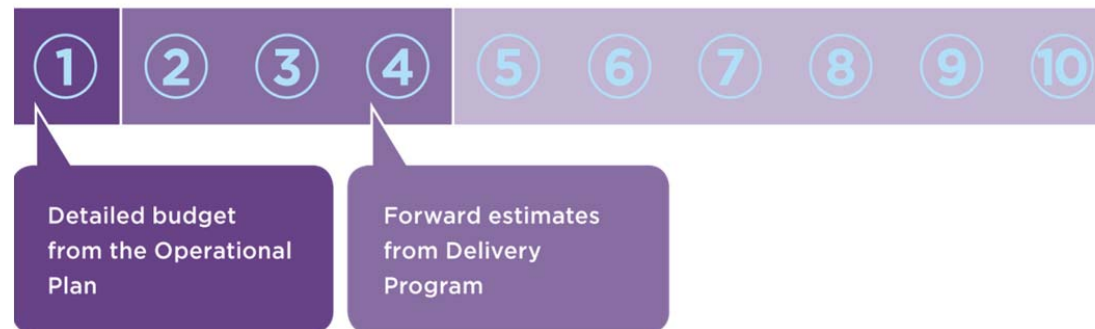 1 2 3 4 5 6 7 8 9 10
Detailed budget
from the Operational
Plan
Forward estimates
from Delivery
Program